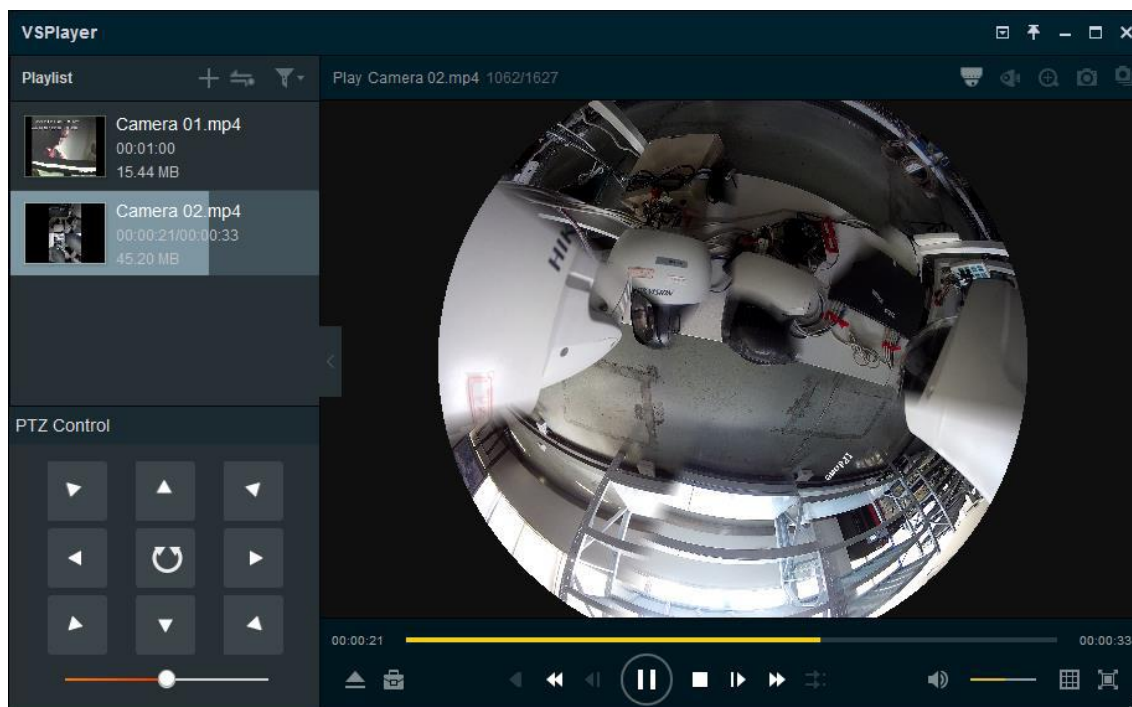 VSPlayer
Playlist
Play Camera 02.mp4 1062/1627
Camera 01.mp4
00:01:00
15.44 MB
Camera 02.mp4
00:00:21/00:00:33
45.20 MB
HIK
PTZ Control
00:00:21
00:00:33